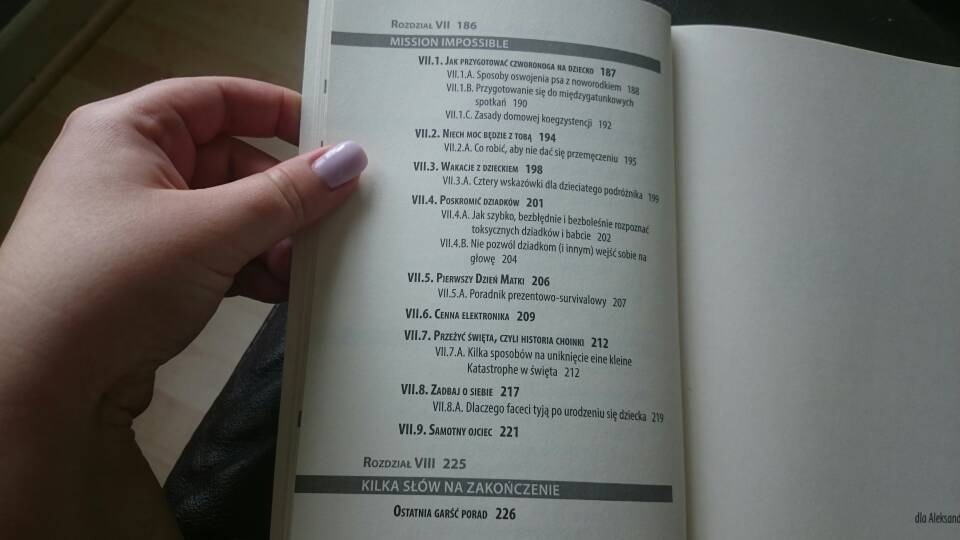 ROZDZIAŁ VII 186
MISSION IMPOSSIBLE
VII.1. JAK PRZYGOTOWAĆ CZWORONOGA NA DZIECKO 187
VII.1.A. Sposoby oswojenia psa z noworodkiem 188
VII.1.B. Przygotowanie się do międzygatunkowych
spotkań 190
VII.1.C. Zasady domowej koegzystencji 192
VII.2. NIECH MOC BĘDZIE Z TOBĄ 194
VII.2.A. Co robić, aby nie dać się przemęczeniu 195
VII.3. WAKACJE Z DZIECKIEM 198
VII.3.A. Cztery wskazówki dla dzieciatego podróżnika 199
VII.4. POSKROMIĆ DZIADKÓW 201
VII.4.A. Jak szybko, bezbłędnie i bezboleśnie rozpoznać
toksycznych dziadków i babcie 202
VII.4.B. Nie pozwól dziadkom (i innym) wejść sobie na
głowę 204
VII.5. PIERWSZY DZIEŃ MATKI 206
VII.5.A. Poradnik prezentowo-survivalowy 207
VII.6. CENNA ELEKTRONIKA 209
VII.7. PRZEŻYĆ ŚWIĘTA, CZYLI HISTORIA CHOINKI 212
VII.7.A. Kilka sposobów na uniknięcie eine kleine
Katastrophe w święta 212
VII.8. ZADBAJ O SIEBIE 217
VII.8.A. Dlaczego faceci tyją po urodzeniu się dziecka 219
VII.9. SAMOTNY OJCIEC 221
ROZDZIAŁ VIII 225
KILKA SŁÓW NA ZAKOŃCZENIE
OSTATNIA GARŚĆ PORAD 226
dla